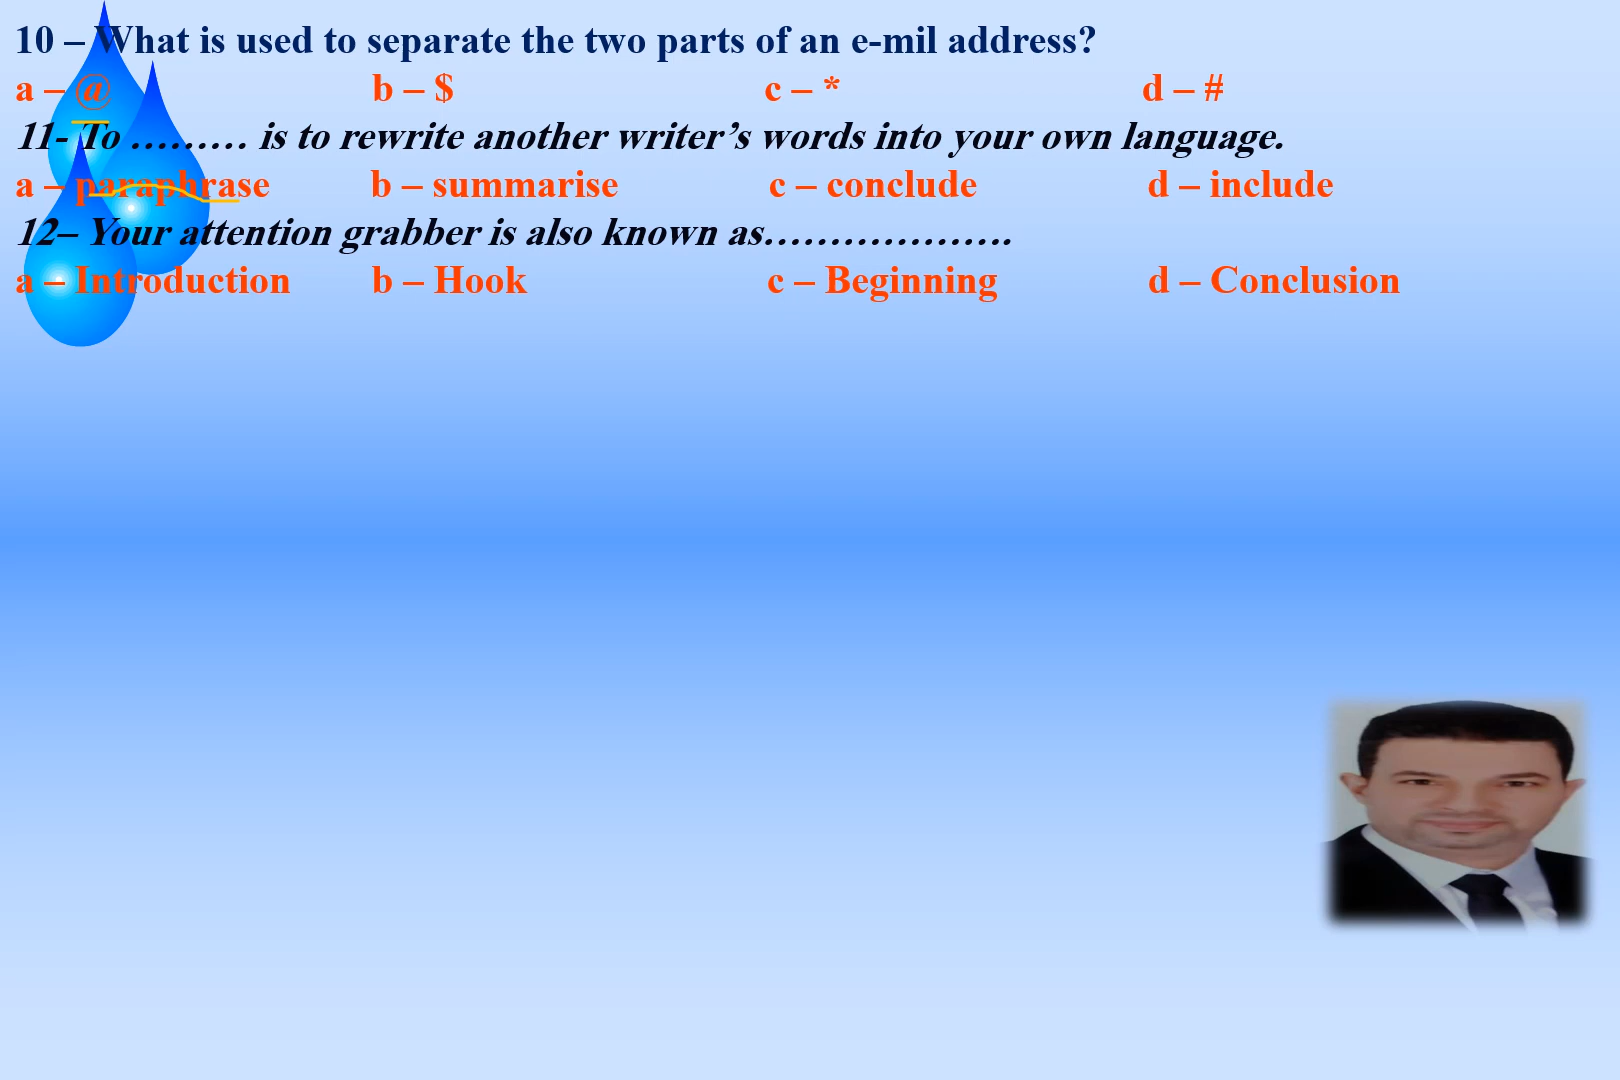 10 – What is used to separate the two parts of an e-mil address?
a – @ b – $ c – * d – #
11- To ……… is to rewrite another writer’s words into your own language.
a – paraphrase b – summarise c – conclude d – include
12– Your attention grabber is also known as……………….
a – Introduction b – Hook c – Beginning d – Conclusion